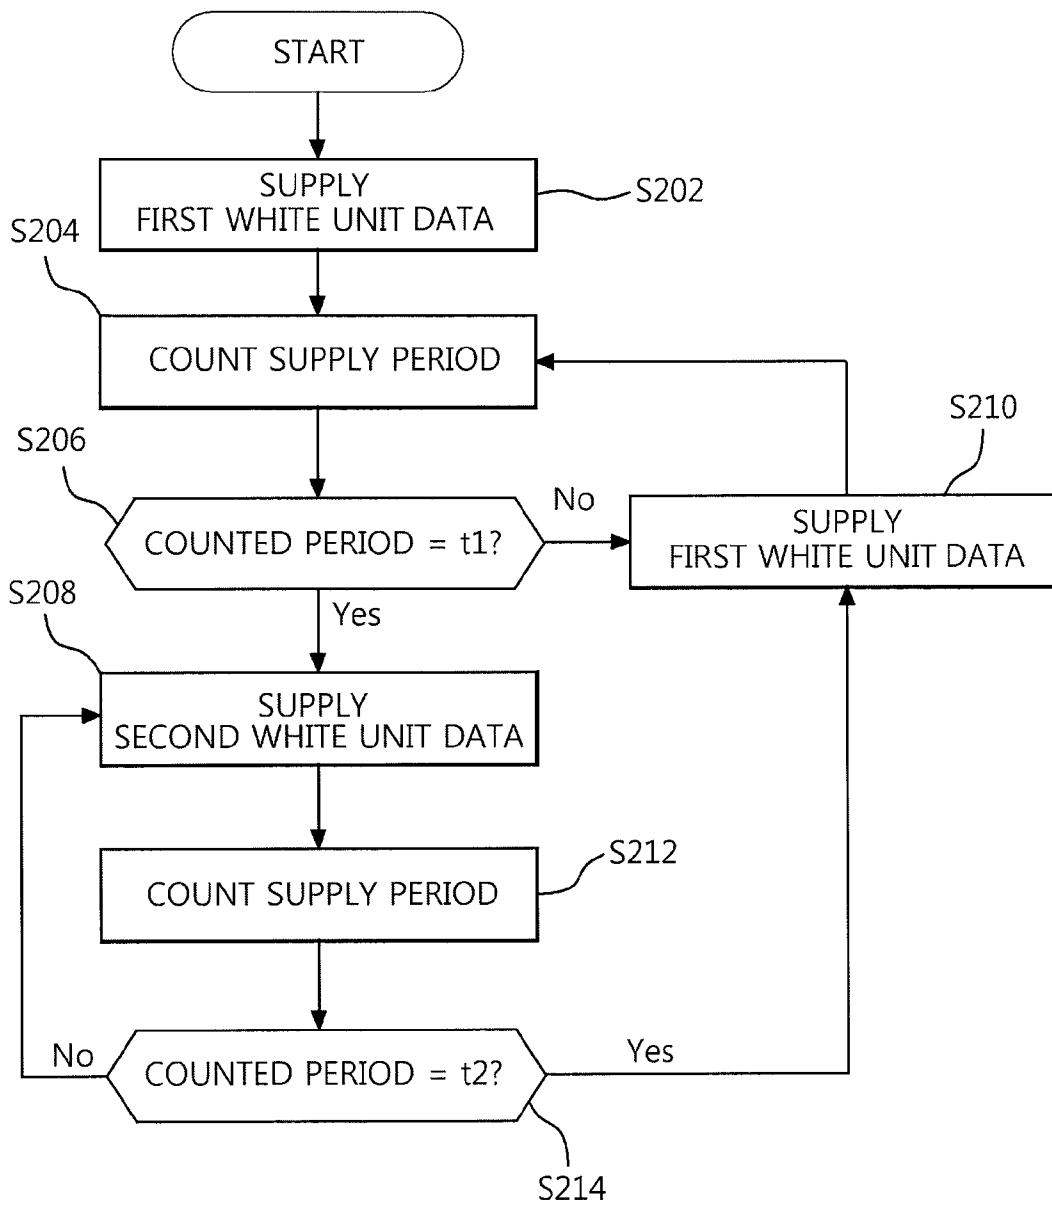 START
SUPPLY
FIRST WHITE UNIT DATA
S202
S204
COUNT SUPPLY PERIOD
S206
COUNTED PERIOD = t1?
No
S210
SUPPLY
FIRST WHITE UNIT DATA
Yes
S208
SUPPLY
SECOND WHITE UNIT DATA
COUNT SUPPLY PERIOD
S212
No
COUNTED PERIOD = t2?
Yes
S214